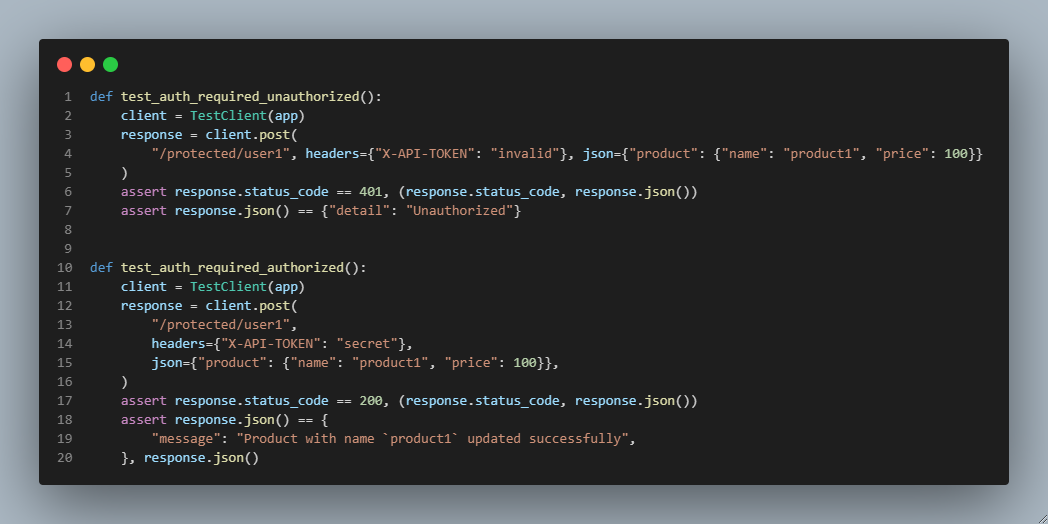 1 def test_auth_required_unauthorized():
2     client = TestClient(app)
3     response = client.post(
4         "/protected/user1", headers={"X-API-TOKEN": "invalid"}, json={"product": {"name": "product1", "price": 100}}
5     )
6     assert response.status_code == 401, (response.status_code, response.json())
7     assert response.json() == {"detail": "Unauthorized"}
8
9
10 def test_auth_required_authorized():
11     client = TestClient(app)
12     response = client.post(
13         "/protected/user1",
14         headers={"X-API-TOKEN": "secret"},
15         json={"product": {"name": "product1", "price": 100}},
16     )
17     assert response.status_code == 200, (response.status_code, response.json())
18     assert response.json() == {
19         "message": "Product with name `product1` updated successfully",
20     }, response.json()